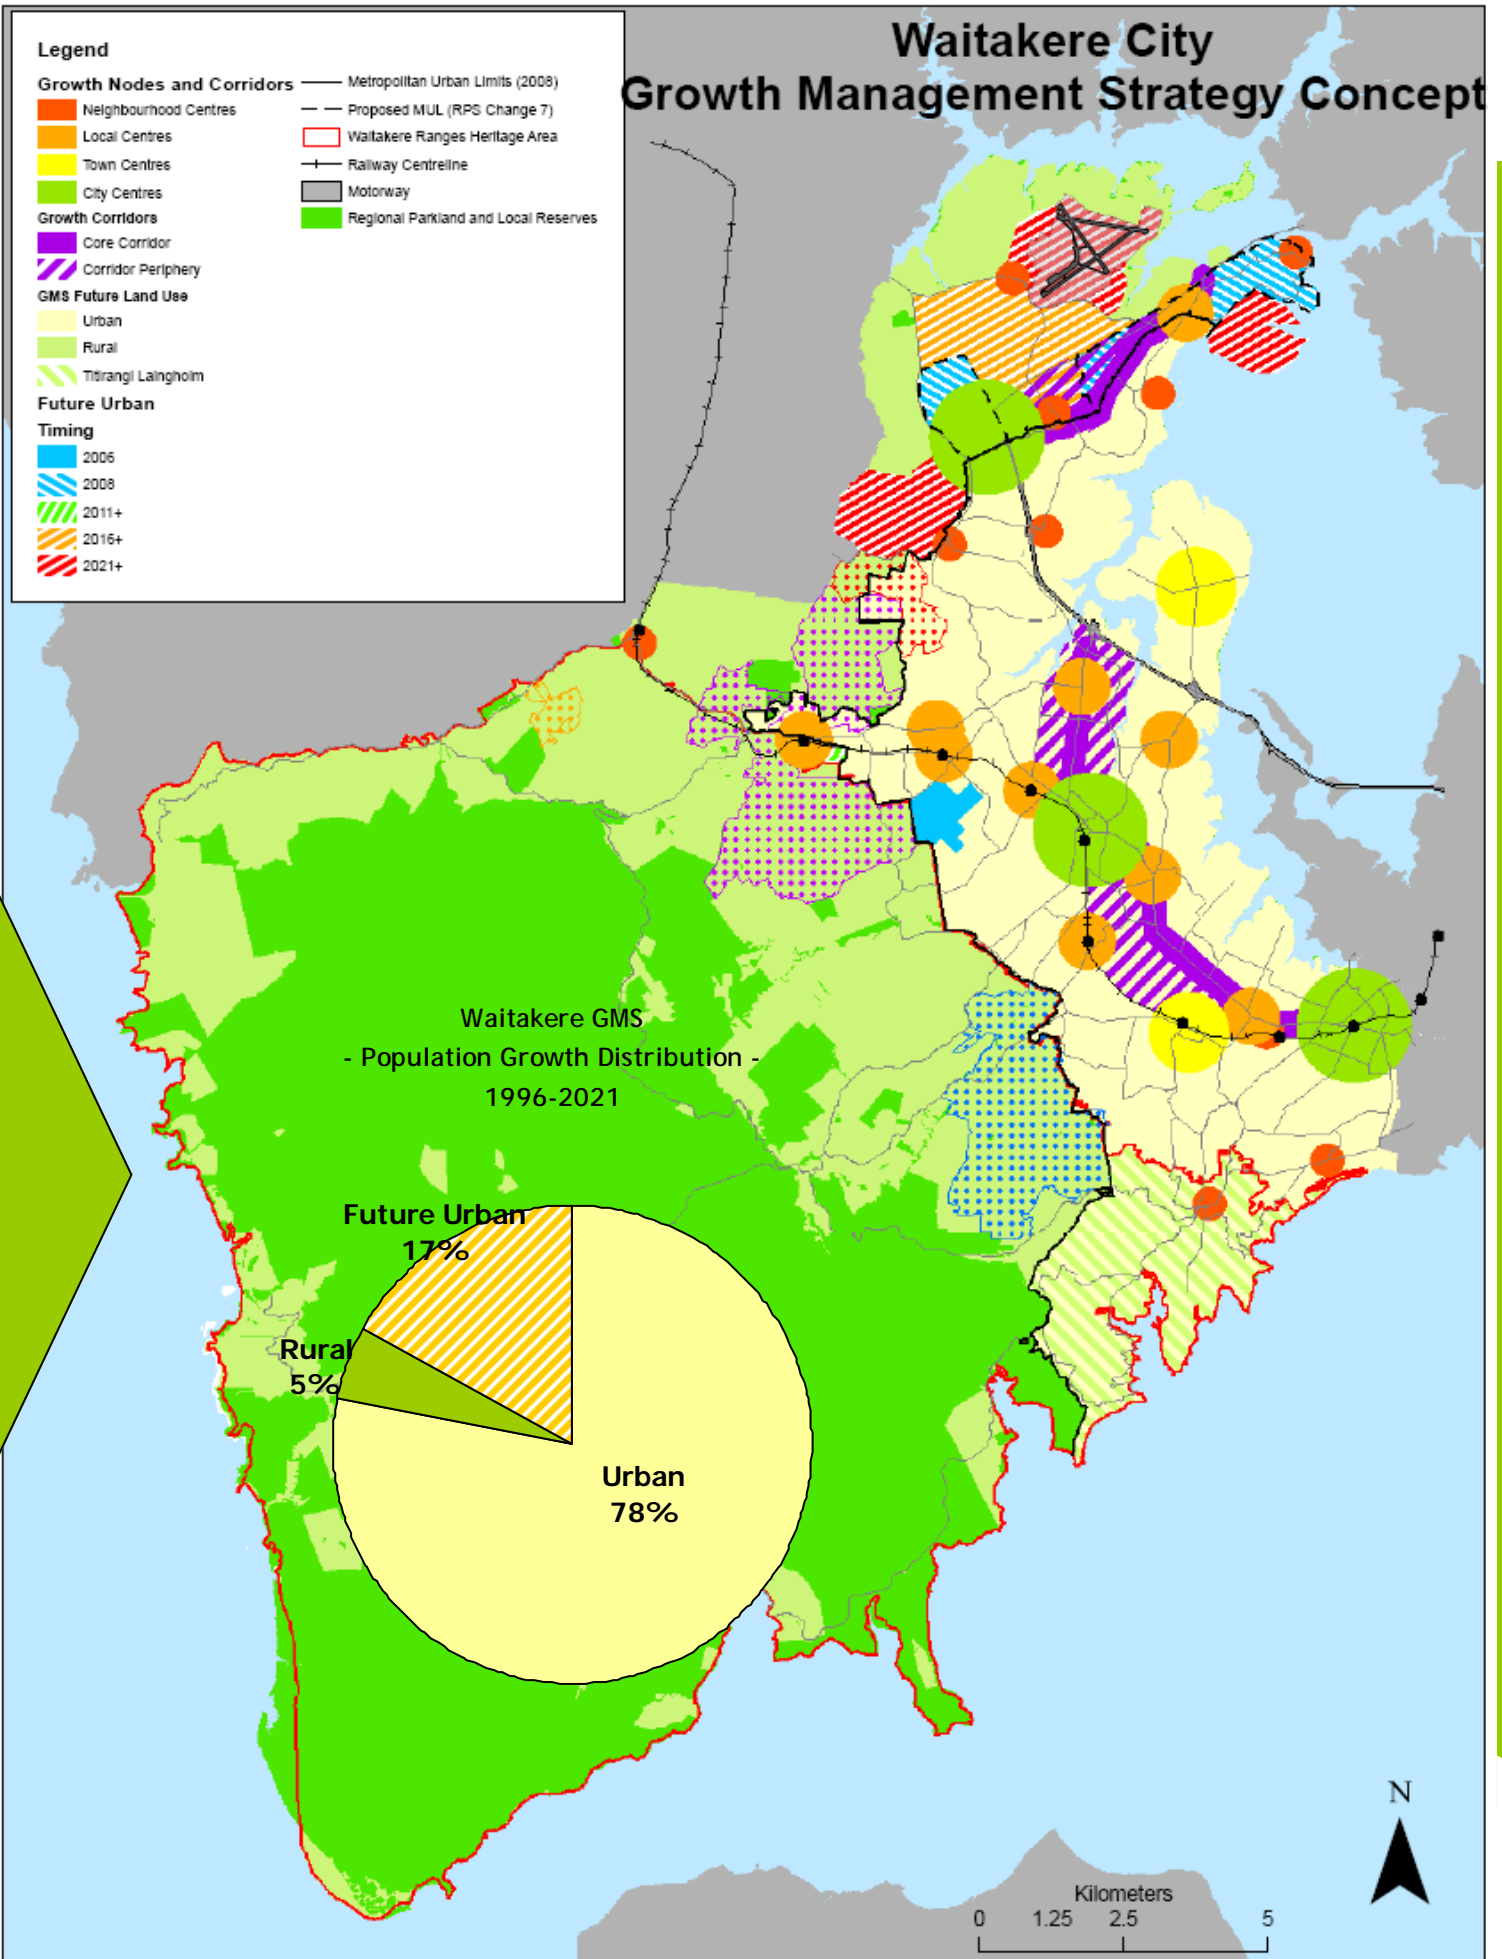 Waitakere City
Growth Management Strategy Concept
Legend
Growth Nodes and Corridors
Neighbourhood Centres
Local Centres
Town Centres
City Centres
Growth Corridors
Core Corridor
Corridor Periphery
GMS Future Land Use
Urban
Rural
Titirangi Laingholm
Future Urban
Timing
2006
2008
2011+
2016+
2021+
Metropolitan Urban Limits (2008)
Proposed MUL (RPS Change 7)
Waitakere Ranges Heritage Area
Railway Centreline
Motorway
Regional Parkland and Local Reserves
Waitakere GMS
- Population Growth Distribution -
1996-2021
Future Urban
17%
Rural
5%
Urban
78%
N
Kilometers
0 1.25 2.5 5